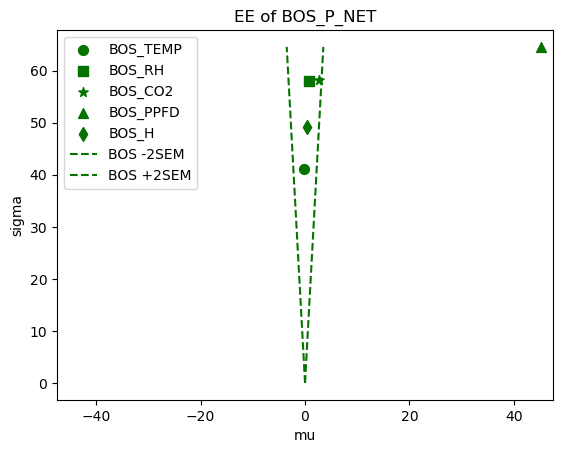 EE of BOS_P_NET
BOS_TEMP
BOS_RH
BOS_CO2
BOS_PPFD
BOS_H
BOS -2SEM
BOS +2SEM
60
50
40
30
20
10
0
sigma
−40
−20
0
20
40
mu